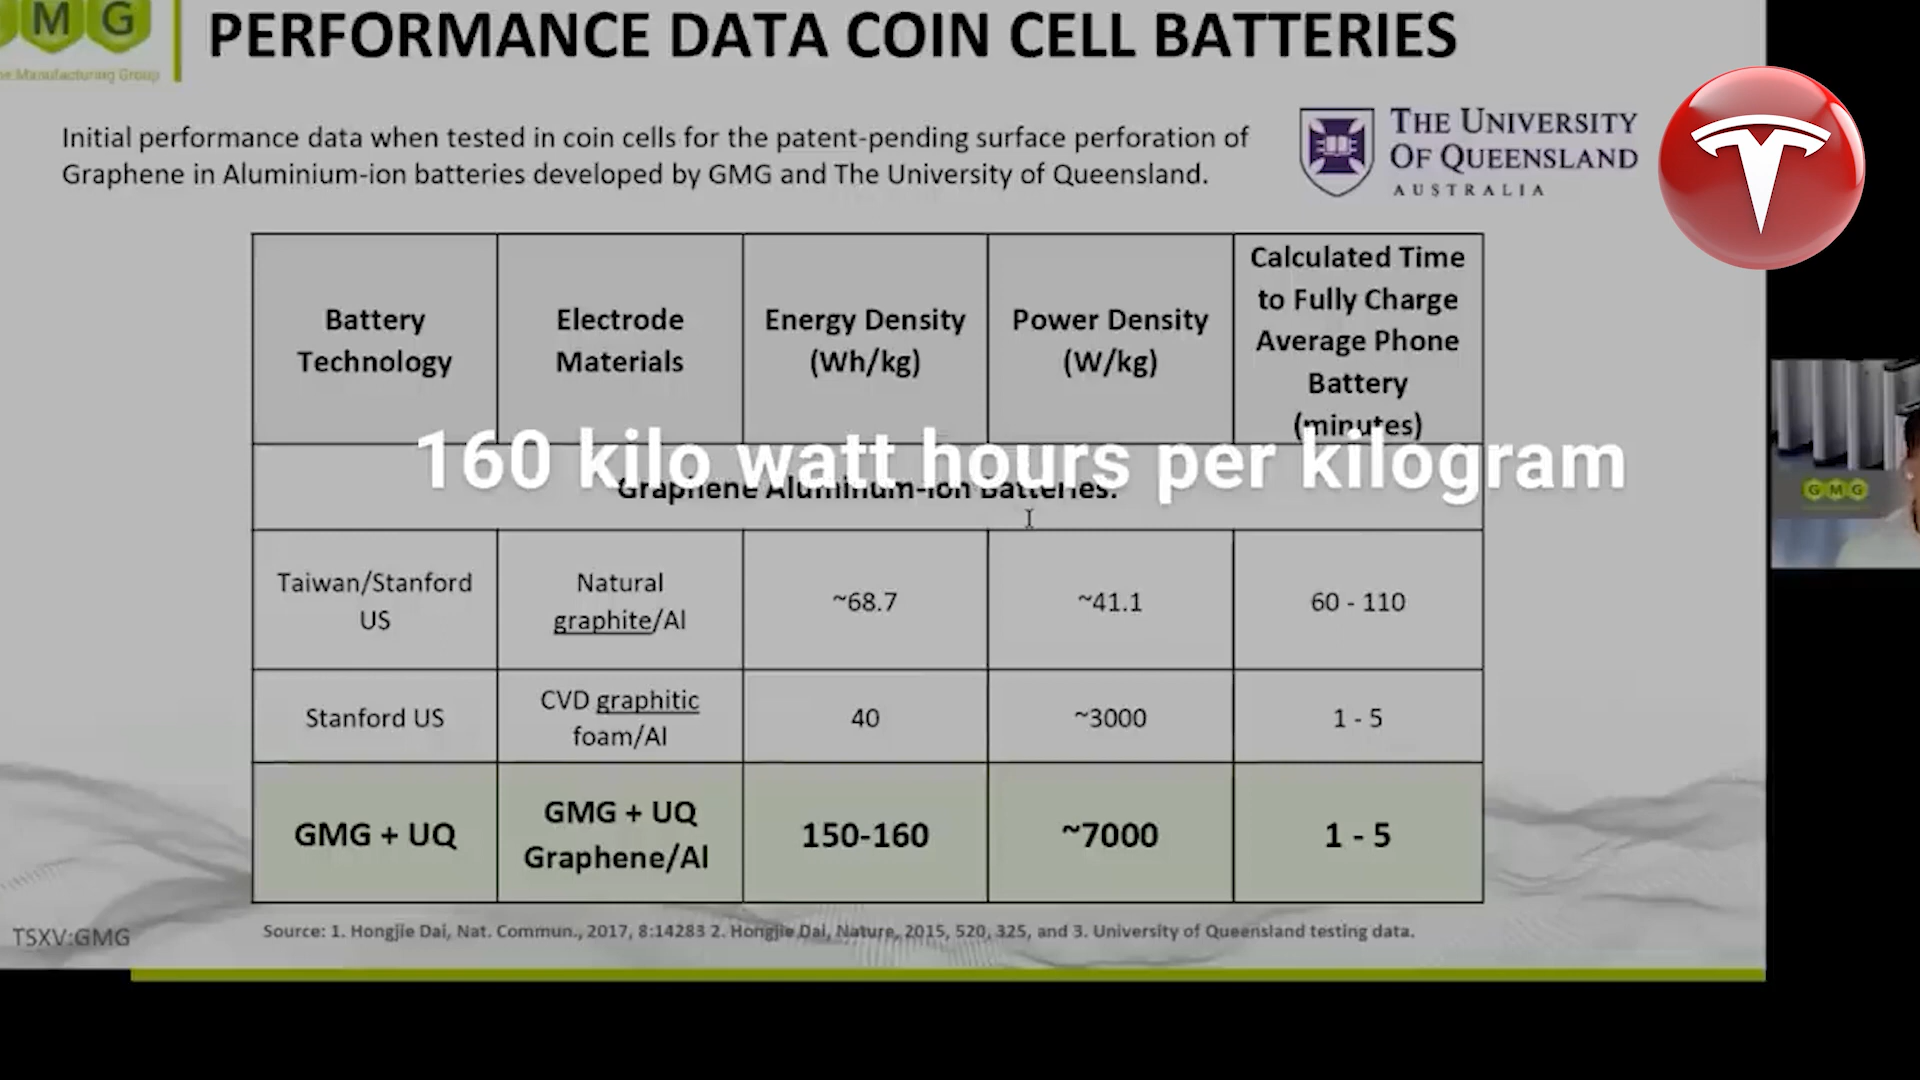 M G
PERFORMANCE DATA COIN CELL BATTERIES
Manufacturing Group
Initial performance data when tested in coin cells for the patent-pending surface perforation of
Graphene in Aluminium-ion batteries developed by GMG and The University of Queensland.
THE UNIVERSITY
OF QUEENSLAND
AUSTRALIA
Battery
Technology
Electrode
Materials
Energy Density
(Wh/kg)
Power Density
(W/kg)
Calculated Time
to Fully Charge
Average Phone
Battery
(minutes)
160 kilo watt hours per kilogram
Graphene Aluminum-ion Batteries:
Taiwan/Stanford
US
Natural
graphite/Al
~68.7
~41.1
60 - 110
Stanford US
CVD graphitic
foam/Al
40
~3000
1 - 5
GMG + UQ
GMG + UQ
Graphene/Al
150-160
~7000
1 - 5
GMG
TSXV:GMG
Source: 1. Hongjie Dai, Nat. Commun., 2017, 8:14283 2. Hongjie Dai, Nature, 2015, 520, 325, and 3. University of Queensland testing data.